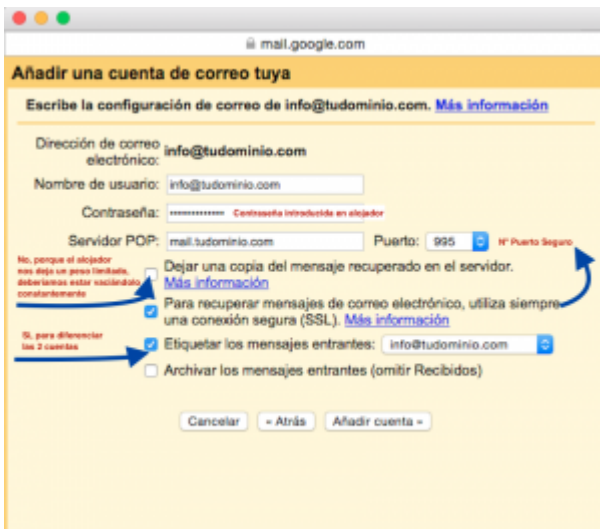 mail.google.com
Añadir una cuenta de correo tuya
Escribe la configuración de correo de info@tudominio.com. Más información
Dirección de correo
electrónico:
info@tudominio.com
Nombre de usuario: info@tudominio.com
Contraseña: •••••••••••••• Contraseña introducida en alojador
Servidor POP: mail.tudominio.com Puerto: 995 Nº Puerto Seguro
No, porque el alojador
nos deja un peso limitado,
deberíamos estar vaciándolo
constantemente
Dejar una copia del mensaje recuperado en el servidor.
Más información
Para recuperar mensajes de correo electrónico, utiliza siempre
una conexión segura (SSL). Más información
Si, para diferenciar
las 2 cuentas
Etiquetar los mensajes entrantes: info@tudominio.com
Archivar los mensajes entrantes (omitir Recibidos)
Cancelar « Atrás Añadir cuenta »